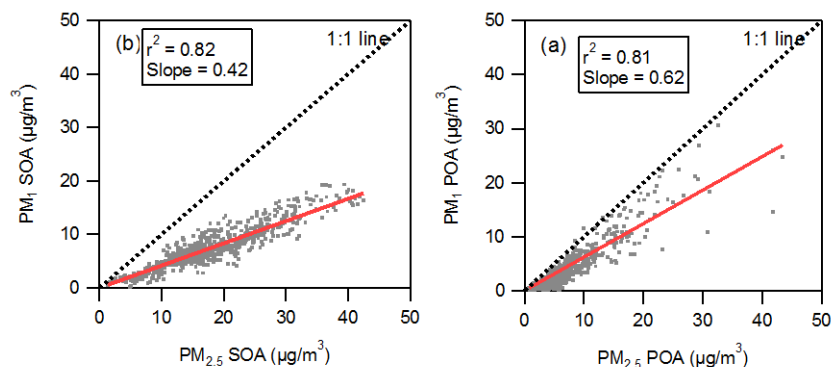 (b)
r² = 0.82
Slope = 0.42
1:1 line
50
40
30
20
10
0
PM₁ SOA (µg/m³)
0 10 20 30 40 50
PM₂.₅ SOA (µg/m³)
(a)
r² = 0.81
Slope = 0.62
1:1 line
50
40
30
20
10
0
PM₁ POA (µg/m³)
0 10 20 30 40 50
PM₂.₅ POA (µg/m³)